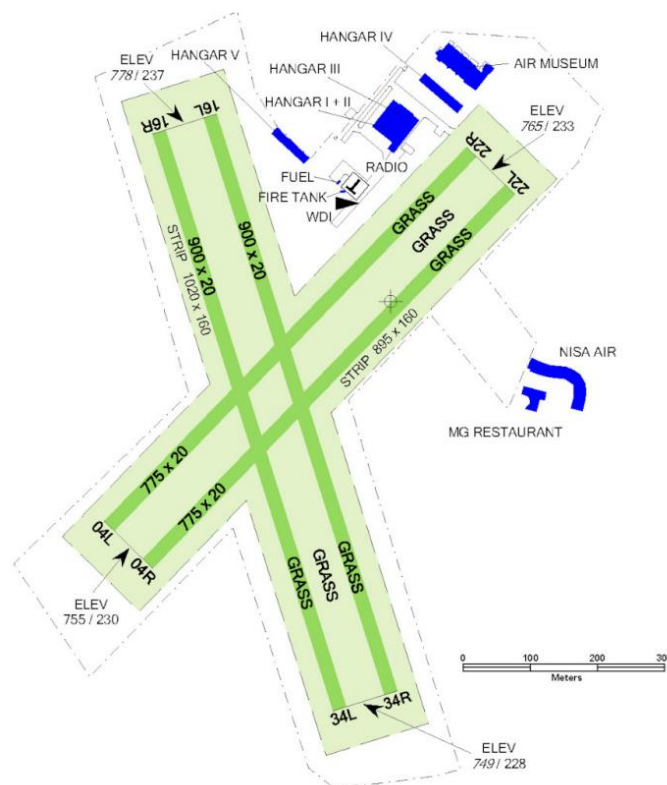 HANGAR IV
ELEV
778 / 237
HANGAR V
AIR MUSEUM
HANGAR III
HANGAR I + II
ELEV
765 / 233
16R
16L
RADIO
22R
22L
FUEL
FIRE TANK
WDI
T
GRASS
GRASS
GRASS
900 x 20
900 x 20
STRIP 1020 x 160
STRIP 895 x 160
NISA AIR
MG RESTAURANT
775 x 20
775 x 20
04L
04R
ELEV
755 / 230
GRASS
GRASS
GRASS
0
100
200
30
Meters
34L
34R
ELEV
749 / 228